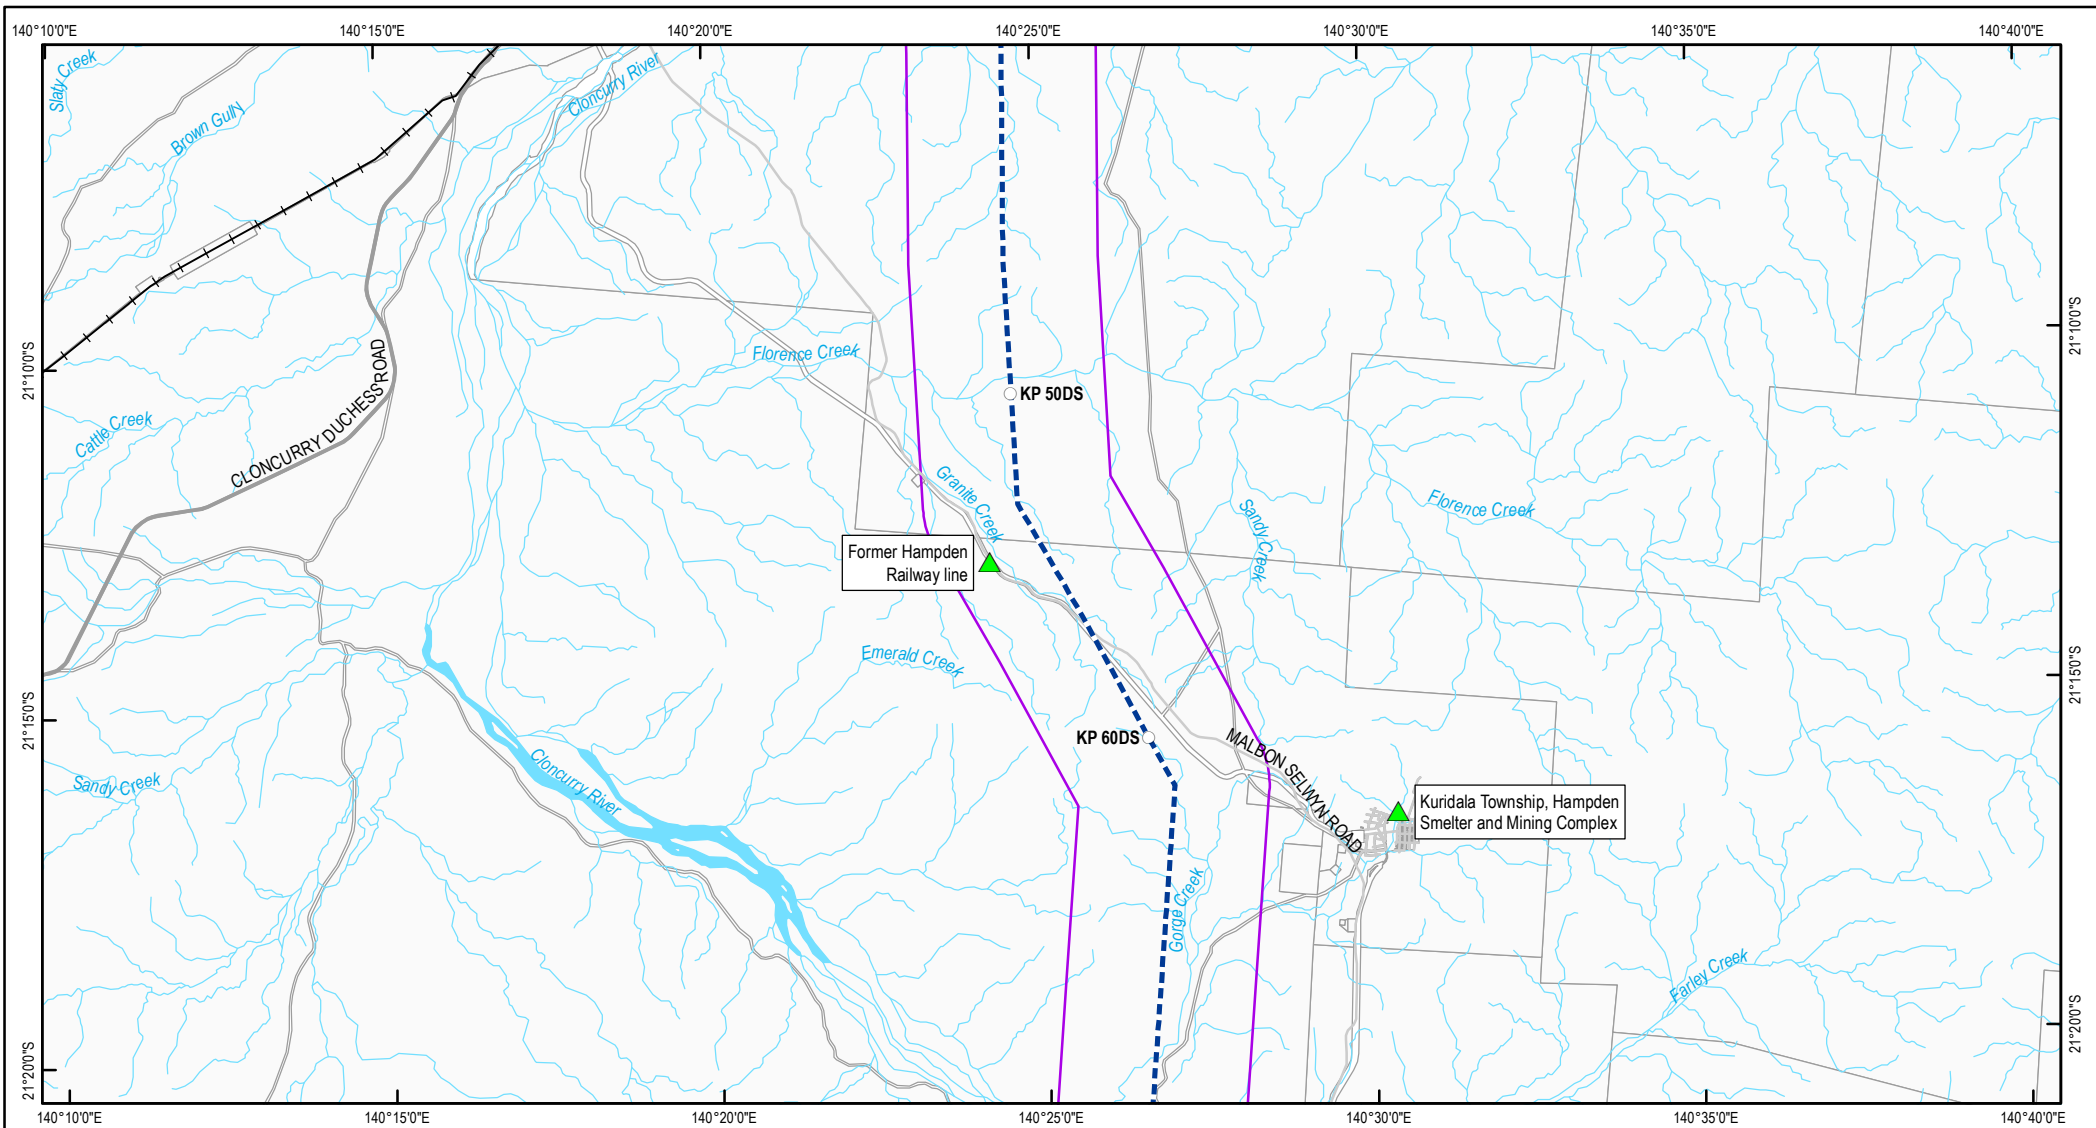 140°10'0"E
140°15'0"E
140°20'0"E
140°25'0"E
140°30'0"E
140°35'0"E
140°40'0"E
Slaty Creek
Brown Gully
Cloncurry River
21°10'0"S
21°10'0"S
Florence Creek
KP 50DS
Cattle Creek
CLONCURRY DUCHESS ROAD
Granite Creek
Sandy Creek
Florence Creek
Former Hampden
Railway line
Emerald Creek
21°15'0"S
21°15'0"S
KP 60DS
MALBON SELWYN ROAD
Sandy Creek
Cloncurry River
Kuridala Township, Hampden
Smelter and Mining Complex
Gorge Creek
Farley Creek
21°20'0"S
21°20'0"S
140°10'0"E
140°15'0"E
140°20'0"E
140°25'0"E
140°30'0"E
140°35'0"E
140°40'0"E